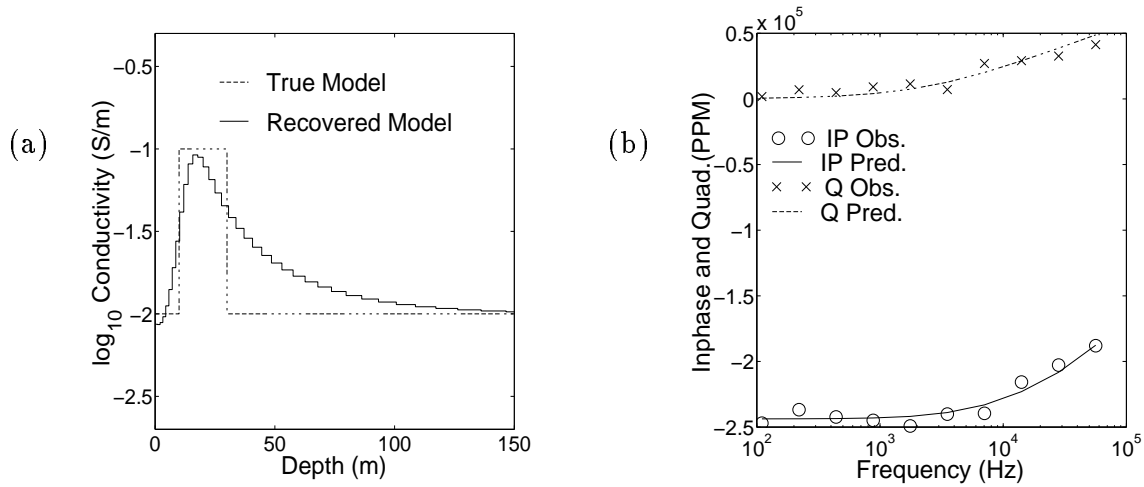 (a)
log10 Conductivity (S/m)
-0.5
-1
-1.5
-2
-2.5
True Model
Recovered Model
0
50
100
150
Depth (m)
(b)
Inphase and Quad.(PPM)
x 10^5
0.5
0
-0.5
-1
-1.5
-2
-2.5
IP Obs.
IP Pred.
Q Obs.
Q Pred.
10^2
10^3
10^4
10^5
Frequency (Hz)